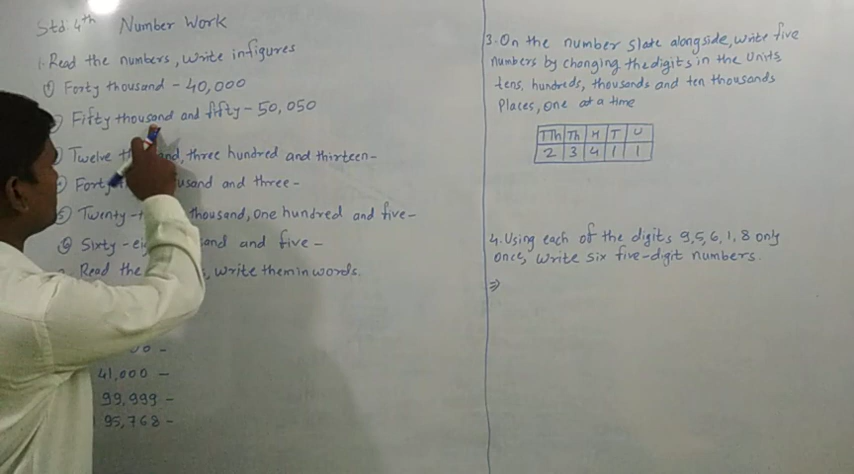 Std 4th Number Work
1. Read the numbers, write in figures
① Forty thousand - 40,000
Fifty thousand and fifty - 50,050
Twelve , three hundred and thirteen -
Forty and three -
⑤ Twenty- thousand, one hundred and five -
⑥ Sixty- and five -
Read the , write them in words.
41,000 -
99,999 -
95,768 -
3. On the number slate alongside, write five
numbers by changing the digits in the units,
tens, hundreds, thousands and ten thousands
places, one at a time
TTh Th H T U
2 3 4 1 1
4. Using each of the digits 9,5,6,1,8 only
once, write six five-digit numbers.
⇒